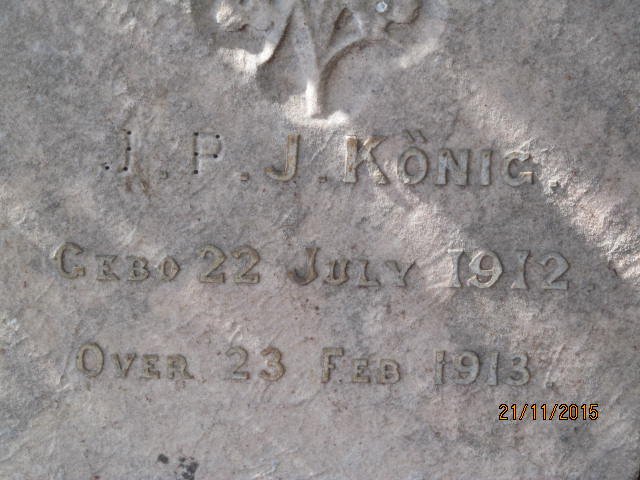 J.P.J. KÖNIG.
GEBO 22 JULY 1912
OVER 23 FEB 1913.
21/11/2015